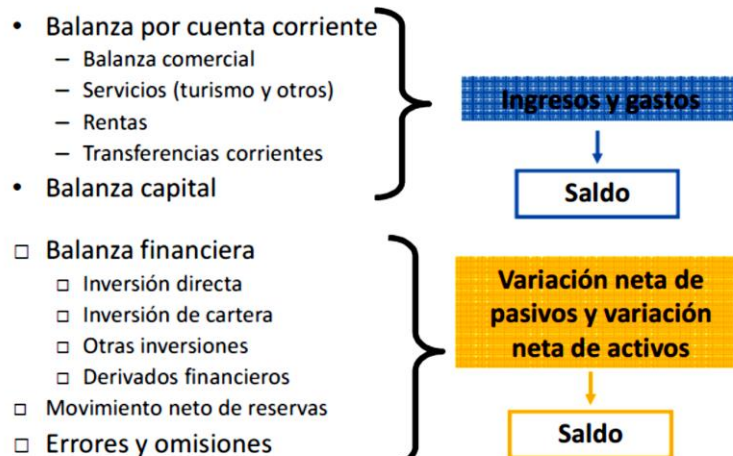 • Balanza por cuenta corriente
– Balanza comercial
– Servicios (turismo y otros)
– Rentas
– Transferencias corrientes
• Balanza capital
Ingresos y gastos
Saldo
□ Balanza financiera
□ Inversión directa
□ Inversión de cartera
□ Otras inversiones
□ Derivados financieros
□ Movimiento neto de reservas
□ Errores y omisiones
Variación neta de
pasivos y variación
neta de activos
Saldo